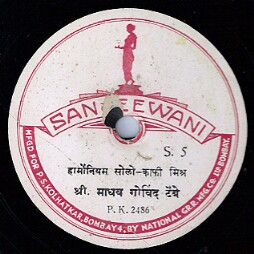 SANJEEWANI
S. 5
हार्मोनियम सोलो-काफी मिश्र
श्री. माधव गोविंद टेंबे
P. K. 2486
MFGD FOR P.S. KOLHATKAR, BOMBAY 4, BY NATIONAL GR. R. MFG. CO. LTD BOMBAY.